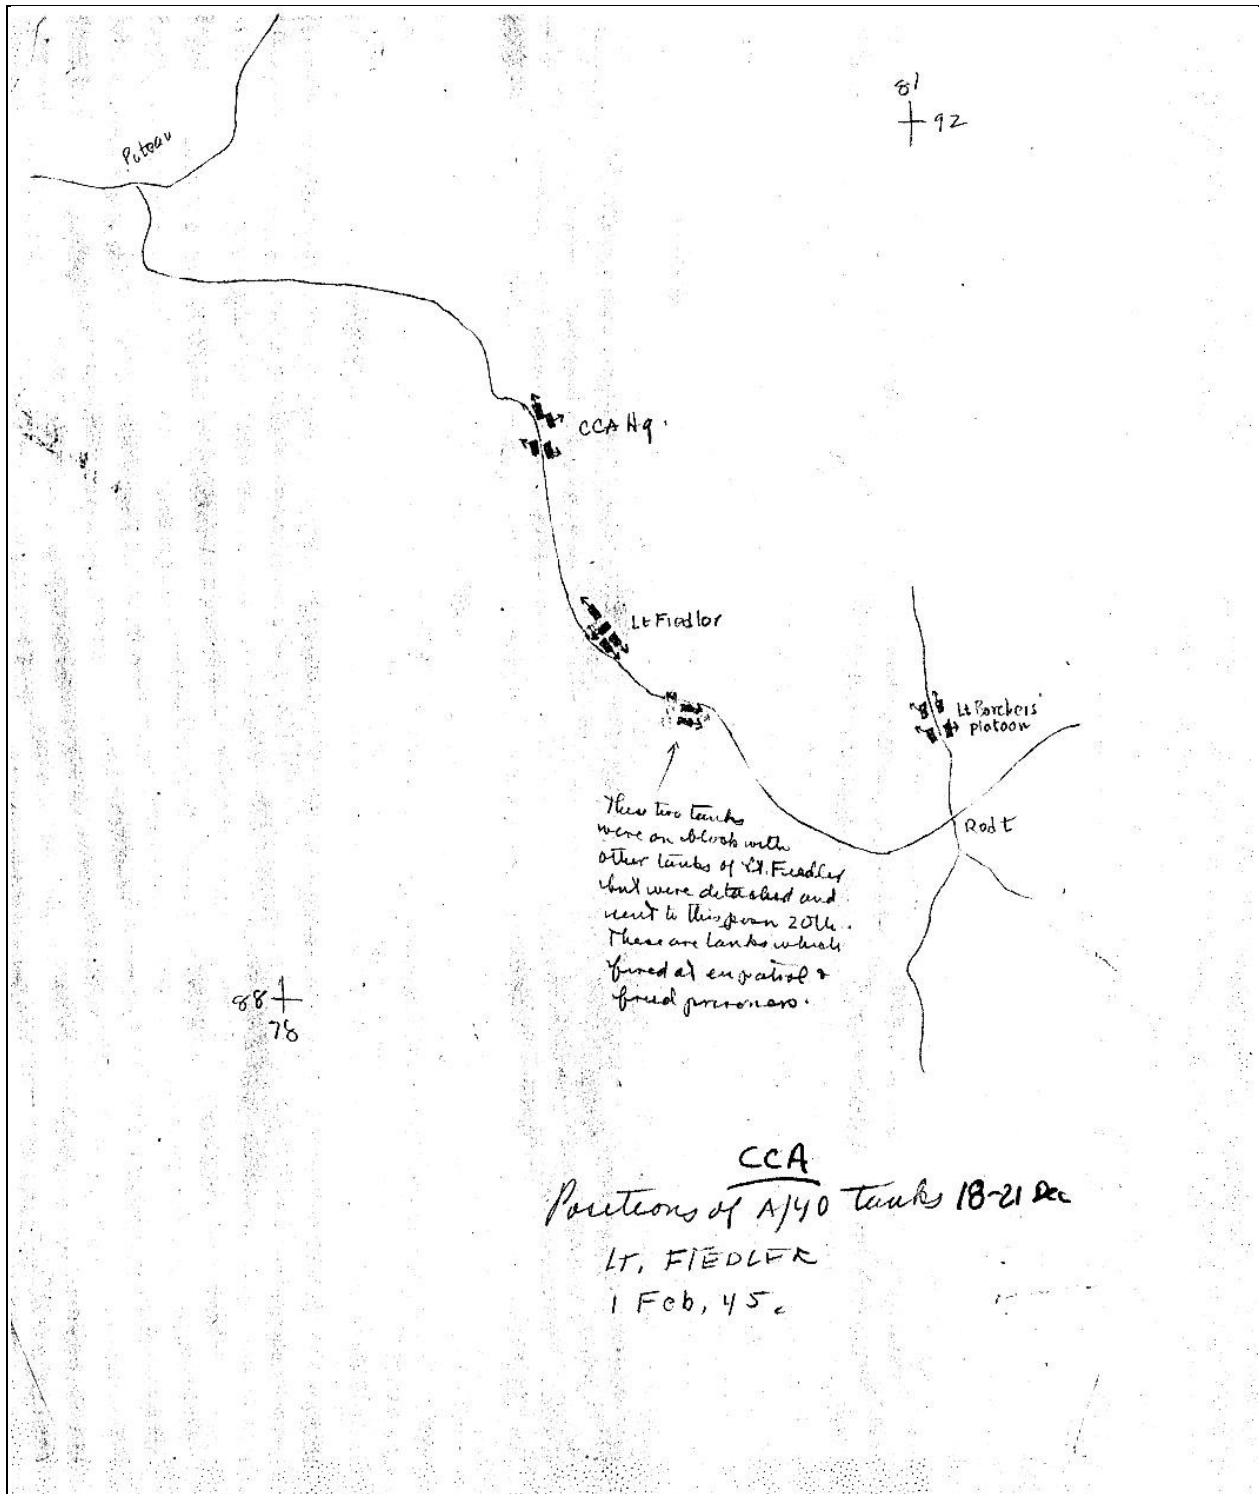 81
92
Poteau
CCA Hq.
Lt Fiedler
Lt Borchers'
platoon
Rodt
These two tanks
were on block with
other tanks of Lt. Fiedler
but were detached and
sent to this posn 20th.
These are tanks which
fired at en patrol &
freed prisoners.
88
78
CCA
Positions of A/40 tanks 18-21 Dec
LT. FIEDLER
1 Feb, 45.